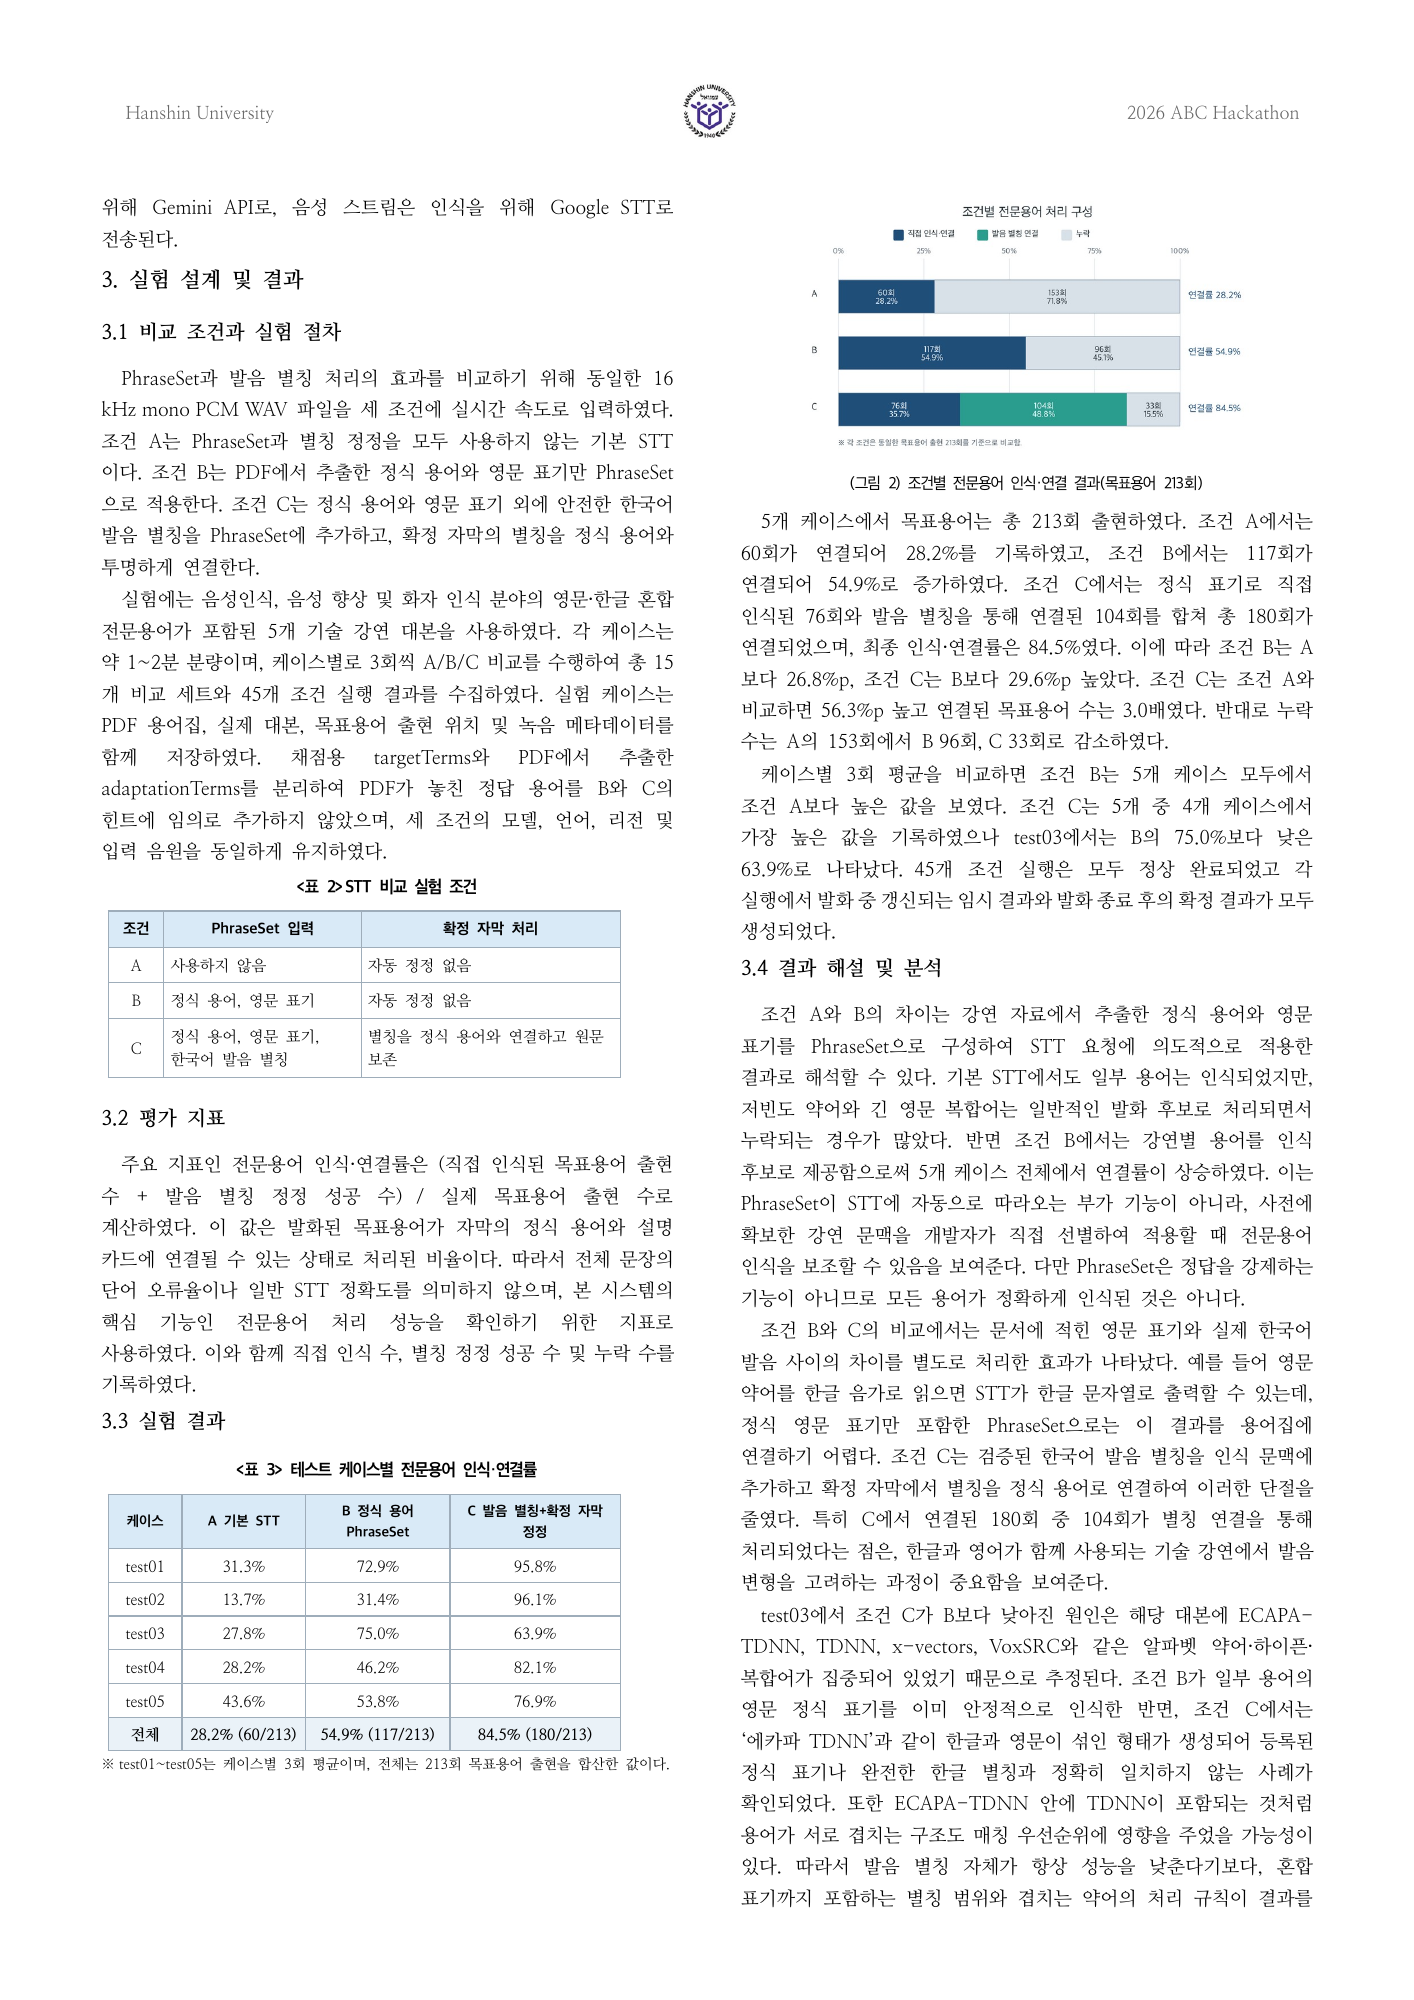 Hanshin University
HANSHIN UNIVERSITY
1940
2026 ABC Hackathon
위해 Gemini API로, 음성 스트림은 인식을 위해 Google STT로
전송된다.
3. 실험 설계 및 결과
3.1 비교 조건과 실험 절차
PhraseSet과 발음 별칭 처리의 효과를 비교하기 위해 동일한 16
kHz mono PCM WAV 파일을 세 조건에 실시간 속도로 입력하였다.
조건 A는 PhraseSet과 별칭 정정을 모두 사용하지 않는 기본 STT
이다. 조건 B는 PDF에서 추출한 정식 용어와 영문 표기만 PhraseSet
으로 적용한다. 조건 C는 정식 용어와 영문 표기 외에 안전한 한국어
발음 별칭을 PhraseSet에 추가하고, 확정 자막의 별칭을 정식 용어와
투명하게 연결한다.
실험에는 음성인식, 음성 향상 및 화자 인식 분야의 영문·한글 혼합
전문용어가 포함된 5개 기술 강연 대본을 사용하였다. 각 케이스는
약 1~2분 분량이며, 케이스별로 3회씩 A/B/C 비교를 수행하여 총 15
개 비교 세트와 45개 조건 실행 결과를 수집하였다. 실험 케이스는
PDF 용어집, 실제 대본, 목표용어 출현 위치 및 녹음 메타데이터를
함께 저장하였다. 채점용 targetTerms와 PDF에서 추출한
adaptationTerms를 분리하여 PDF가 놓친 정답 용어를 B와 C의
힌트에 임의로 추가하지 않았으며, 세 조건의 모델, 언어, 리전 및
입력 음원을 동일하게 유지하였다.
<표 2> STT 비교 실험 조건
조건 PhraseSet 입력 확정 자막 처리
A 사용하지 않음 자동 정정 없음
B 정식 용어, 영문 표기 자동 정정 없음
C 정식 용어, 영문 표기, 한국어 발음 별칭 별칭을 정식 용어와 연결하고 원문 보존
3.2 평가 지표
주요 지표인 전문용어 인식·연결률은 (직접 인식된 목표용어 출현
수 + 발음 별칭 정정 성공 수) / 실제 목표용어 출현 수로
계산하였다. 이 값은 발화된 목표용어가 자막의 정식 용어와 설명
카드에 연결될 수 있는 상태로 처리된 비율이다. 따라서 전체 문장의
단어 오류율이나 일반 STT 정확도를 의미하지 않으며, 본 시스템의
핵심 기능인 전문용어 처리 성능을 확인하기 위한 지표로
사용하였다. 이와 함께 직접 인식 수, 별칭 정정 성공 수 및 누락 수를
기록하였다.
3.3 실험 결과
<표 3> 테스트 케이스별 전문용어 인식·연결률
케이스 A 기본 STT B 정식 용어 PhraseSet C 발음 별칭+확정 자막 정정
test01 31.3% 72.9% 95.8%
test02 13.7% 31.4% 96.1%
test03 27.8% 75.0% 63.9%
test04 28.2% 46.2% 82.1%
test05 43.6% 53.8% 76.9%
전체 28.2% (60/213) 54.9% (117/213) 84.5% (180/213)
※ test01~test05는 케이스별 3회 평균이며, 전체는 213회 목표용어 출현을 합산한 값이다.
조건별 전문용어 처리 구성
직접 인식·연결 발음 별칭 연결 누락
0% 25% 50% 75% 100%
A 60회 28.2% 153회 71.8% 연결률 28.2%
B 117회 54.9% 96회 45.1% 연결률 54.9%
C 76회 35.7% 104회 48.8% 33회 15.5% 연결률 84.5%
※ 각 조건은 동일한 목표용어 출현 213회를 기준으로 비교함.
(그림 2) 조건별 전문용어 인식·연결 결과(목표용어 213회)
5개 케이스에서 목표용어는 총 213회 출현하였다. 조건 A에서는
60회가 연결되어 28.2%를 기록하였고, 조건 B에서는 117회가
연결되어 54.9%로 증가하였다. 조건 C에서는 정식 표기로 직접
인식된 76회와 발음 별칭을 통해 연결된 104회를 합쳐 총 180회가
연결되었으며, 최종 인식·연결률은 84.5%였다. 이에 따라 조건 B는 A
보다 26.8%p, 조건 C는 B보다 29.6%p 높았다. 조건 C는 조건 A와
비교하면 56.3%p 높고 연결된 목표용어 수는 3.0배였다. 반대로 누락
수는 A의 153회에서 B 96회, C 33회로 감소하였다.
케이스별 3회 평균을 비교하면 조건 B는 5개 케이스 모두에서
조건 A보다 높은 값을 보였다. 조건 C는 5개 중 4개 케이스에서
가장 높은 값을 기록하였으나 test03에서는 B의 75.0%보다 낮은
63.9%로 나타났다. 45개 조건 실행은 모두 정상 완료되었고 각
실행에서 발화 중 갱신되는 임시 결과와 발화 종료 후의 확정 결과가 모두
생성되었다.
3.4 결과 해설 및 분석
조건 A와 B의 차이는 강연 자료에서 추출한 정식 용어와 영문
표기를 PhraseSet으로 구성하여 STT 요청에 의도적으로 적용한
결과로 해석할 수 있다. 기본 STT에서도 일부 용어는 인식되었지만,
저빈도 약어와 긴 영문 복합어는 일반적인 발화 후보로 처리되면서
누락되는 경우가 많았다. 반면 조건 B에서는 강연별 용어를 인식
후보로 제공함으로써 5개 케이스 전체에서 연결률이 상승하였다. 이는
PhraseSet이 STT에 자동으로 따라오는 부가 기능이 아니라, 사전에
확보한 강연 문맥을 개발자가 직접 선별하여 적용할 때 전문용어
인식을 보조할 수 있음을 보여준다. 다만 PhraseSet은 정답을 강제하는
기능이 아니므로 모든 용어가 정확하게 인식된 것은 아니다.
조건 B와 C의 비교에서는 문서에 적힌 영문 표기와 실제 한국어
발음 사이의 차이를 별도로 처리한 효과가 나타났다. 예를 들어 영문
약어를 한글 음가로 읽으면 STT가 한글 문자열로 출력할 수 있는데,
정식 영문 표기만 포함한 PhraseSet으로는 이 결과를 용어집에
연결하기 어렵다. 조건 C는 검증된 한국어 발음 별칭을 인식 문맥에
추가하고 확정 자막에서 별칭을 정식 용어로 연결하여 이러한 단절을
줄였다. 특히 C에서 연결된 180회 중 104회가 별칭 연결을 통해
처리되었다는 점은, 한글과 영어가 함께 사용되는 기술 강연에서 발음
변형을 고려하는 과정이 중요함을 보여준다.
test03에서 조건 C가 B보다 낮아진 원인은 해당 대본에 ECAPA-
TDNN, TDNN, x-vectors, VoxSRC와 같은 알파벳 약어·하이픈·
복합어가 집중되어 있었기 때문으로 추정된다. 조건 B가 일부 용어의
영문 정식 표기를 이미 안정적으로 인식한 반면, 조건 C에서는
‘에카파 TDNN’과 같이 한글과 영문이 섞인 형태가 생성되어 등록된
정식 표기나 완전한 한글 별칭과 정확히 일치하지 않는 사례가
확인되었다. 또한 ECAPA-TDNN 안에 TDNN이 포함되는 것처럼
용어가 서로 겹치는 구조도 매칭 우선순위에 영향을 주었을 가능성이
있다. 따라서 발음 별칭 자체가 항상 성능을 낮춘다기보다, 혼합
표기까지 포함하는 별칭 범위와 겹치는 약어의 처리 규칙이 결과를